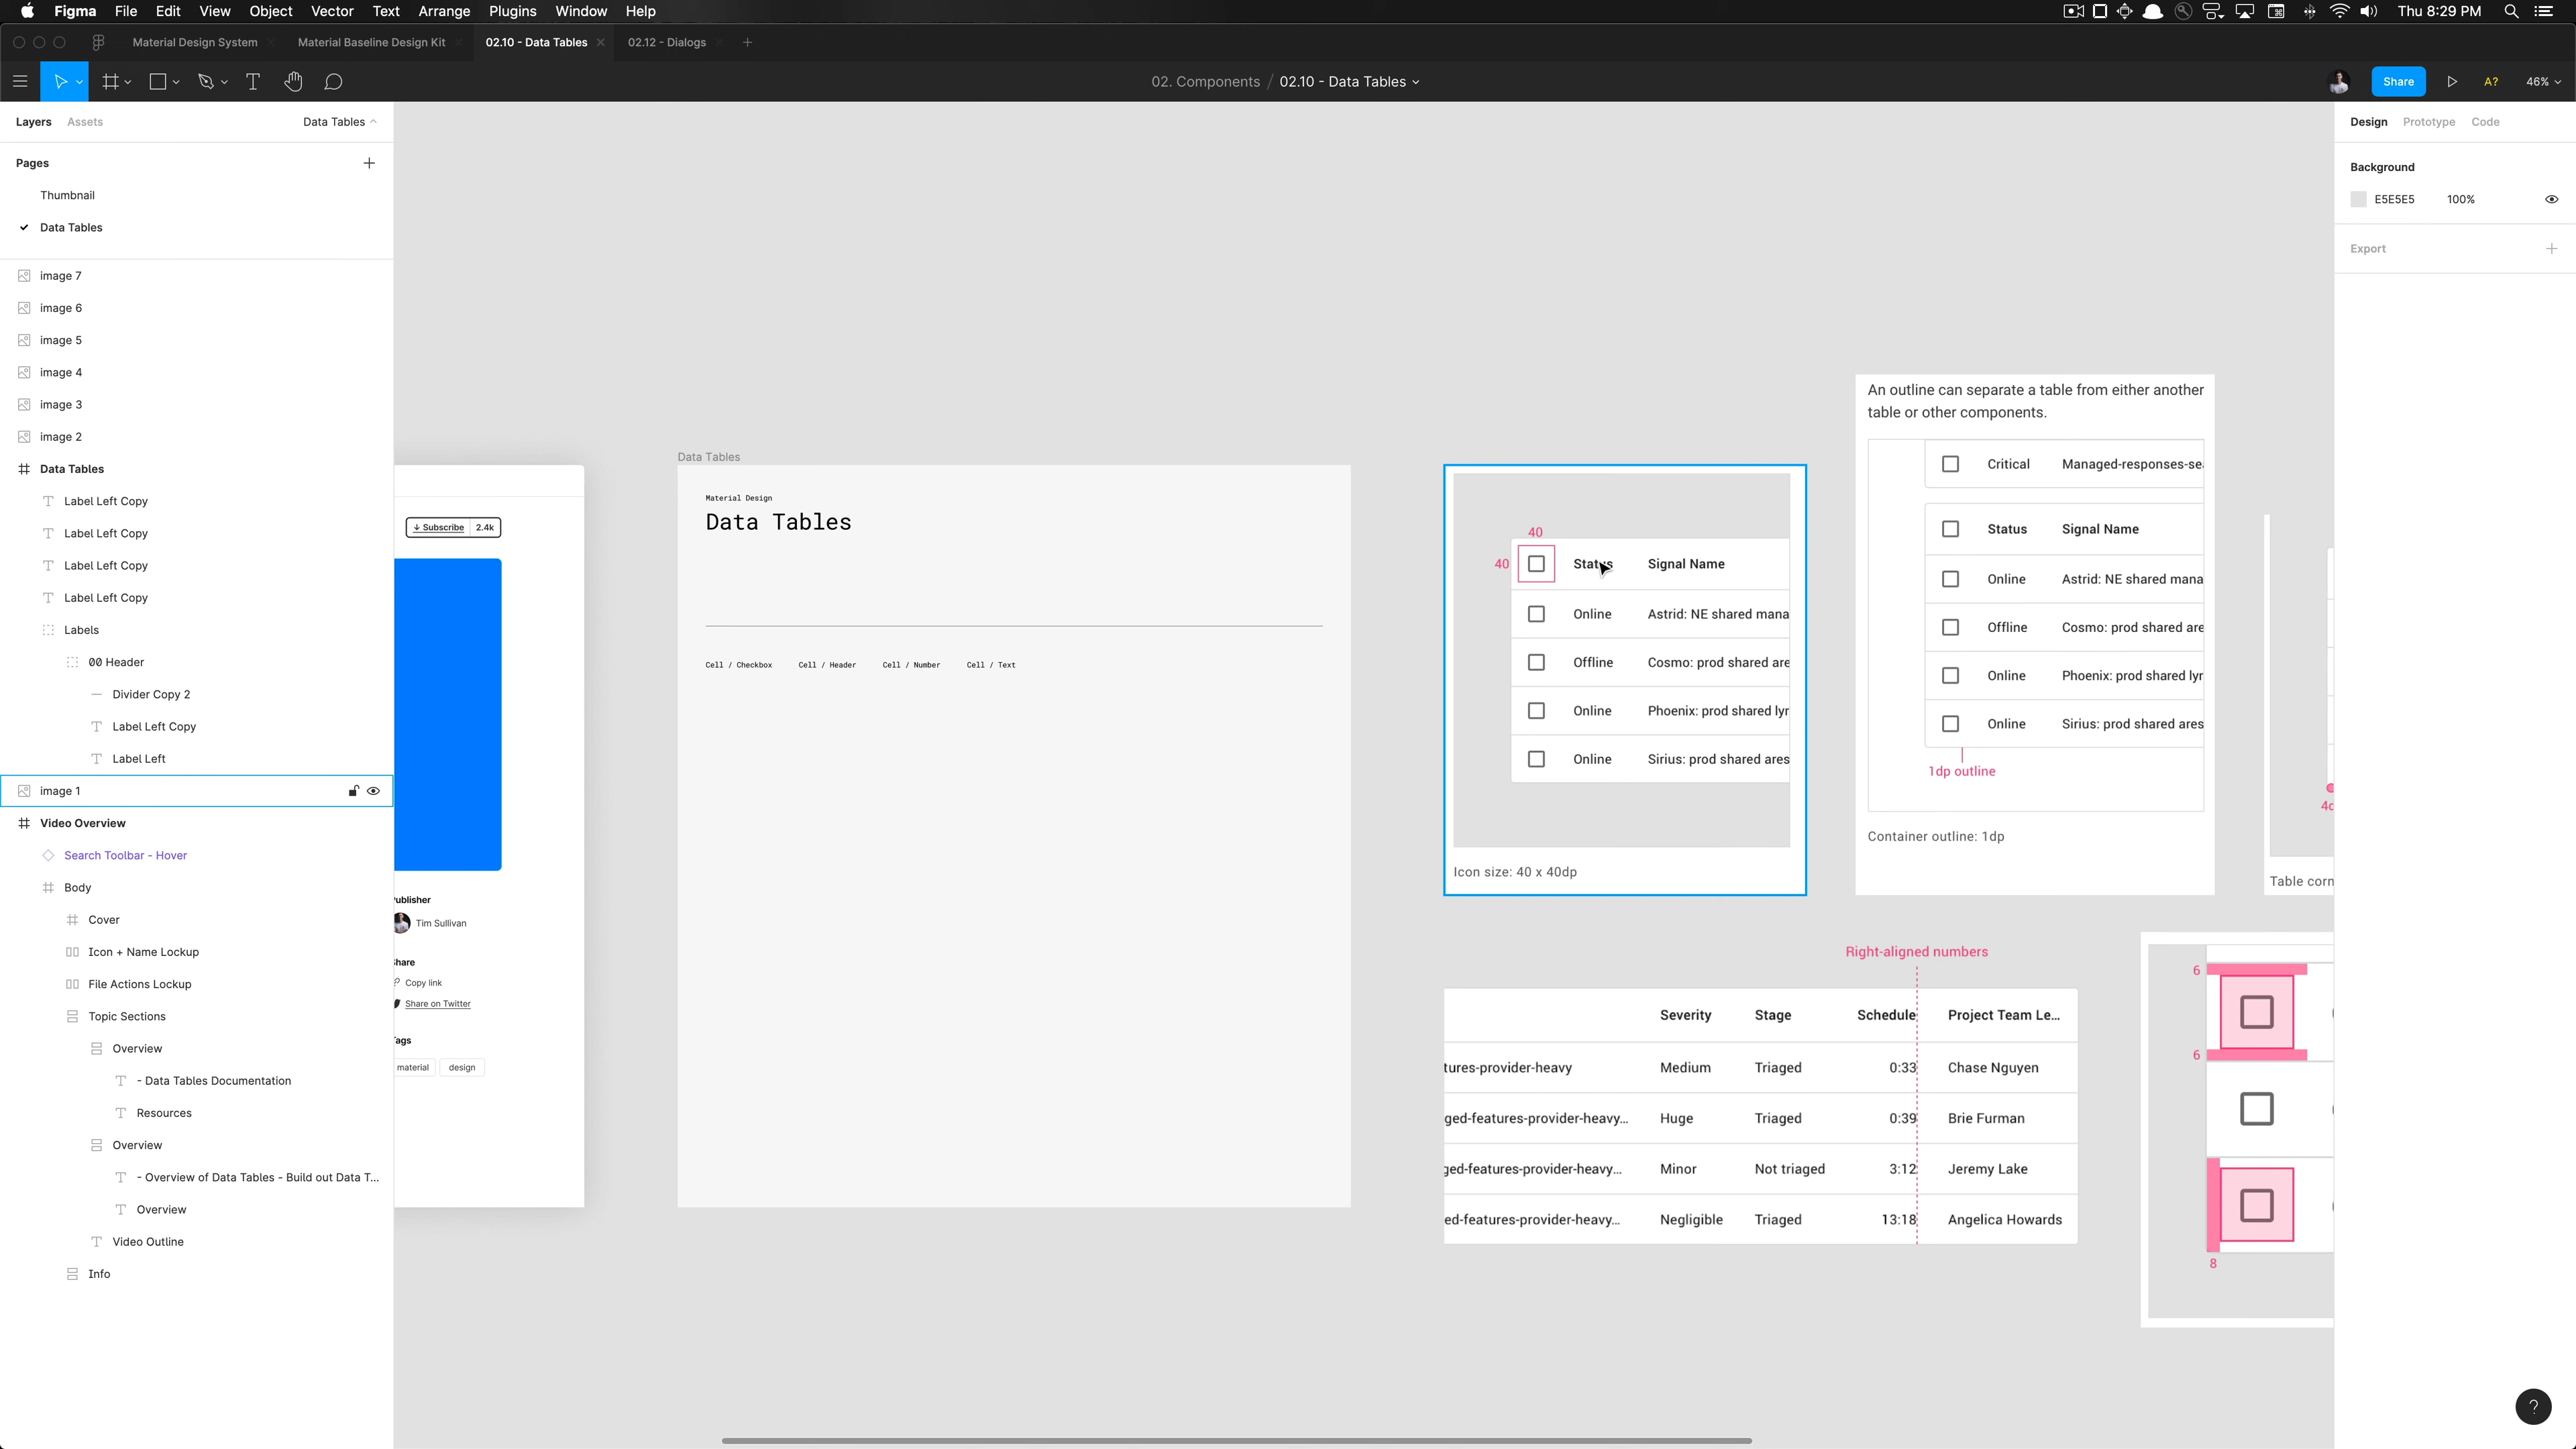 Figma File Edit View Object Vector Text Arrange Plugins Window Help
Thu 8:29 PM
Material Design System
Material Baseline Design Kit
02.10 - Data Tables
02.12 - Dialogs
02. Components / 02.10 - Data Tables
Share
A?
46%
Layers
Assets
Data Tables
Pages
Thumbnail
Data Tables
image 7
image 6
image 5
image 4
image 3
image 2
Data Tables
Label Left Copy
Label Left Copy
Label Left Copy
Label Left Copy
Labels
00 Header
Divider Copy 2
Label Left Copy
Label Left
image 1
Video Overview
Search Toolbar - Hover
Body
Cover
Icon + Name Lockup
File Actions Lockup
Topic Sections
Overview
- Data Tables Documentation
Resources
Overview
- Overview of Data Tables - Build out Data T...
Overview
Video Outline
Info
Subscribe 2.4k
ublisher
Tim Sullivan
hare
Copy link
Share on Twitter
ags
material
design
Data Tables
Material Design
Data Tables
Cell / Checkbox
Cell / Header
Cell / Number
Cell / Text
40
40
Status Signal Name
Online Astrid: NE shared mana
Offline Cosmo: prod shared are
Online Phoenix: prod shared lyr
Online Sirius: prod shared ares
Icon size: 40 x 40dp
An outline can separate a table from either another
table or other components.
Critical Managed-responses-se
Status Signal Name
Online Astrid: NE shared mana
Offline Cosmo: prod shared are
Online Phoenix: prod shared lyr
Online Sirius: prod shared ares
1dp outline
Container outline: 1dp
Table corn
Right-aligned numbers
Severity Stage Schedule Project Team Le...
tures-provider-heavy Medium Triaged 0:33 Chase Nguyen
ged-features-provider-heavy... Huge Triaged 0:39 Brie Furman
ged-features-provider-heavy... Minor Not triaged 3:12 Jeremy Lake
ed-features-provider-heavy... Negligible Triaged 13:18 Angelica Howards
6
6
8
Design
Prototype
Code
Background
E5E5E5 100%
Export
?